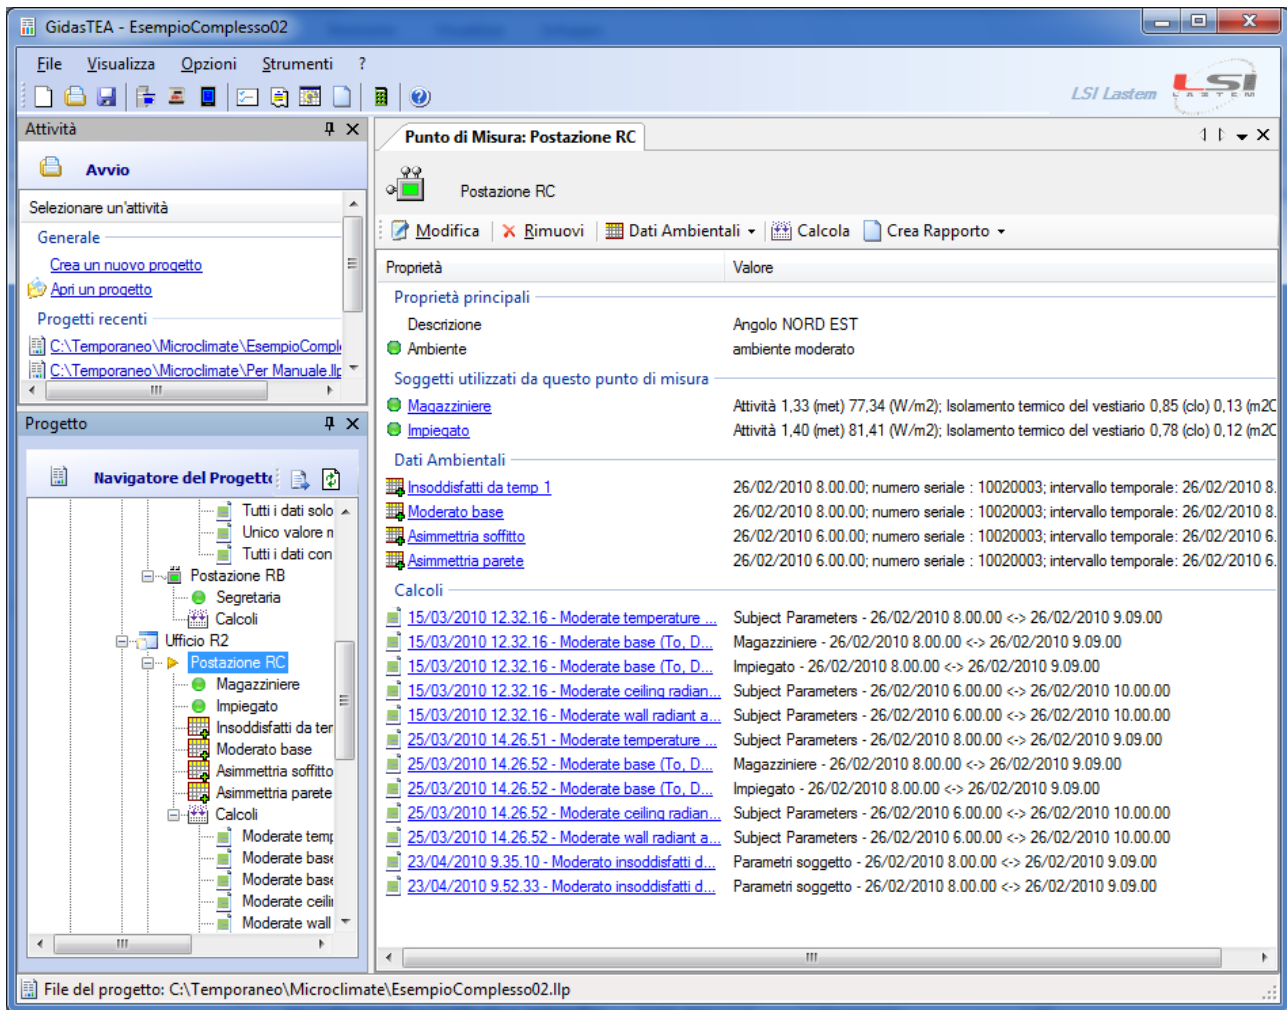 GidasTEA - EsempioComplesso02
File Visualizza Opzioni Strumenti ?
LSI Lastem LSI LASTEM
Attività
Avvio
Selezionare un'attività
Generale
Crea un nuovo progetto
Apri un progetto
Progetti recenti
C:\Temporaneo\Microclimate\EsempioCompl
C:\Temporaneo\Microclimate\Per Manuale.llp
Progetto
Navigatore del Progetto
Tutti i dati solo
Unico valore n
Tutti i dati con
Postazione RB
Segretaria
Calcoli
Ufficio R2
Postazione RC
Magazziniere
Impiegato
Insoddisfatti da ter
Moderato base
Asimmettria soffitto
Asimmettria parete
Calcoli
Moderate temp
Moderate base
Moderate base
Moderate ceilin
Moderate wall
Punto di Misura: Postazione RC
Postazione RC
Modifica Rimuovi Dati Ambientali Calcola Crea Rapporto
Proprietà Valore
Proprietà principali
Descrizione Angolo NORD EST
Ambiente ambiente moderato
Soggetti utilizzati da questo punto di misura
Magazziniere Attività 1,33 (met) 77,34 (W/m2); Isolamento termico del vestiario 0,85 (clo) 0,13 (m2C
Impiegato Attività 1,40 (met) 81,41 (W/m2); Isolamento termico del vestiario 0,78 (clo) 0,12 (m2C
Dati Ambientali
Insoddisfatti da temp 1 26/02/2010 8.00.00; numero seriale : 10020003; intervallo temporale: 26/02/2010 8.
Moderato base 26/02/2010 8.00.00; numero seriale : 10020003; intervallo temporale: 26/02/2010 8.
Asimmettria soffitto 26/02/2010 6.00.00; numero seriale : 10020003; intervallo temporale: 26/02/2010 6.
Asimmettria parete 26/02/2010 6.00.00; numero seriale : 10020003; intervallo temporale: 26/02/2010 6.
Calcoli
15/03/2010 12.32.16 - Moderate temperature ... Subject Parameters - 26/02/2010 8.00.00 <-> 26/02/2010 9.09.00
15/03/2010 12.32.16 - Moderate base (To, D... Magazziniere - 26/02/2010 8.00.00 <-> 26/02/2010 9.09.00
15/03/2010 12.32.16 - Moderate base (To, D... Impiegato - 26/02/2010 8.00.00 <-> 26/02/2010 9.09.00
15/03/2010 12.32.16 - Moderate ceiling radian... Subject Parameters - 26/02/2010 6.00.00 <-> 26/02/2010 10.00.00
15/03/2010 12.32.16 - Moderate wall radiant a... Subject Parameters - 26/02/2010 6.00.00 <-> 26/02/2010 10.00.00
25/03/2010 14.26.51 - Moderate temperature ... Subject Parameters - 26/02/2010 8.00.00 <-> 26/02/2010 9.09.00
25/03/2010 14.26.52 - Moderate base (To, D... Magazziniere - 26/02/2010 8.00.00 <-> 26/02/2010 9.09.00
25/03/2010 14.26.52 - Moderate base (To, D... Impiegato - 26/02/2010 8.00.00 <-> 26/02/2010 9.09.00
25/03/2010 14.26.52 - Moderate ceiling radian... Subject Parameters - 26/02/2010 6.00.00 <-> 26/02/2010 10.00.00
25/03/2010 14.26.52 - Moderate wall radiant a... Subject Parameters - 26/02/2010 6.00.00 <-> 26/02/2010 10.00.00
23/04/2010 9.35.10 - Moderato insoddisfatti d... Parametri soggetto - 26/02/2010 8.00.00 <-> 26/02/2010 9.09.00
23/04/2010 9.52.33 - Moderato insoddisfatti d... Parametri soggetto - 26/02/2010 8.00.00 <-> 26/02/2010 9.09.00
File del progetto: C:\Temporaneo\Microclimate\EsempioComplesso02.llp